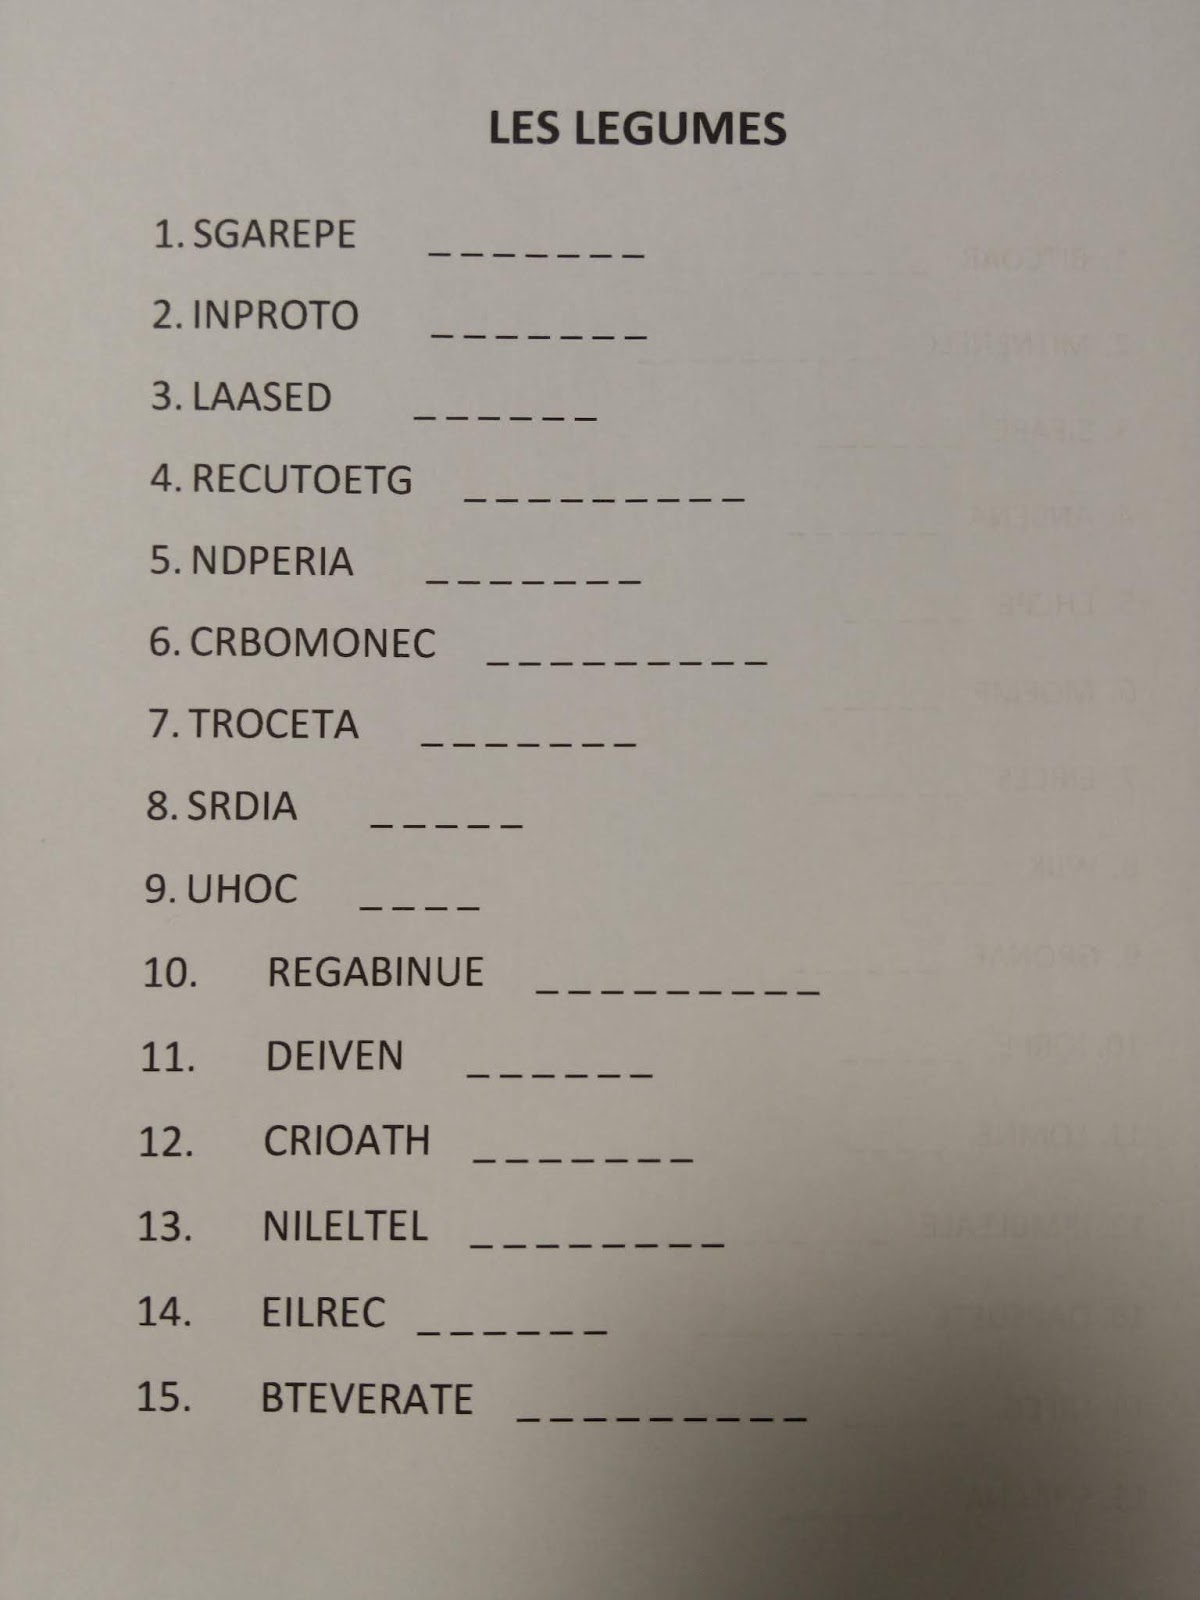 LES LEGUMES
1. SGAREPE _ _ _ _ _ _ _
2. INPROTO _ _ _ _ _ _ _
3. LAASED _ _ _ _ _ _
4. RECUTOETG _ _ _ _ _ _ _ _ _
5. NDPERIA _ _ _ _ _ _ _
6. CRBOMONEC _ _ _ _ _ _ _ _ _
7. TROCETA _ _ _ _ _ _ _
8. SRDIA _ _ _ _ _
9. UHOC _ _ _ _
10. REGABINUE _ _ _ _ _ _ _ _ _
11. DEIVEN _ _ _ _ _ _
12. CRIOATH _ _ _ _ _ _ _
13. NILELTEL _ _ _ _ _ _ _ _
14. EILREC _ _ _ _ _ _
15. BTEVERATE _ _ _ _ _ _ _ _ _